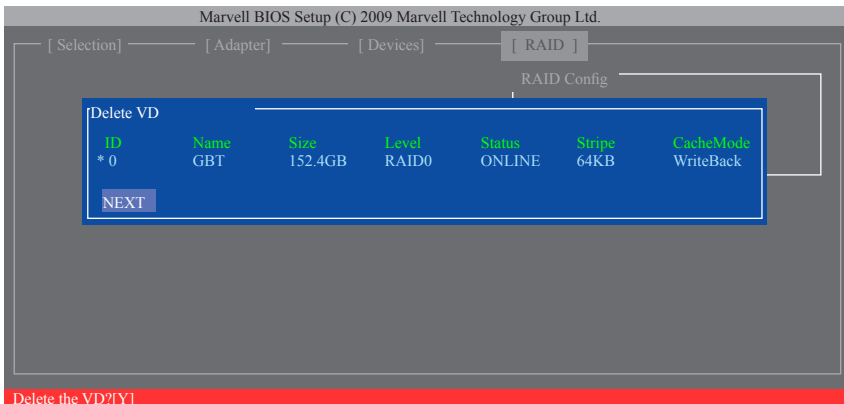 Marvell BIOS Setup (C) 2009 Marvell Technology Group Ltd.
[ Selection] [ Adapter] [ Devices] [ RAID ]
RAID Config
Delete VD
ID Name Size Level Status Stripe CacheMode
* 0 GBT 152.4GB RAID0 ONLINE 64KB WriteBack
NEXT
Delete the VD?[Y]